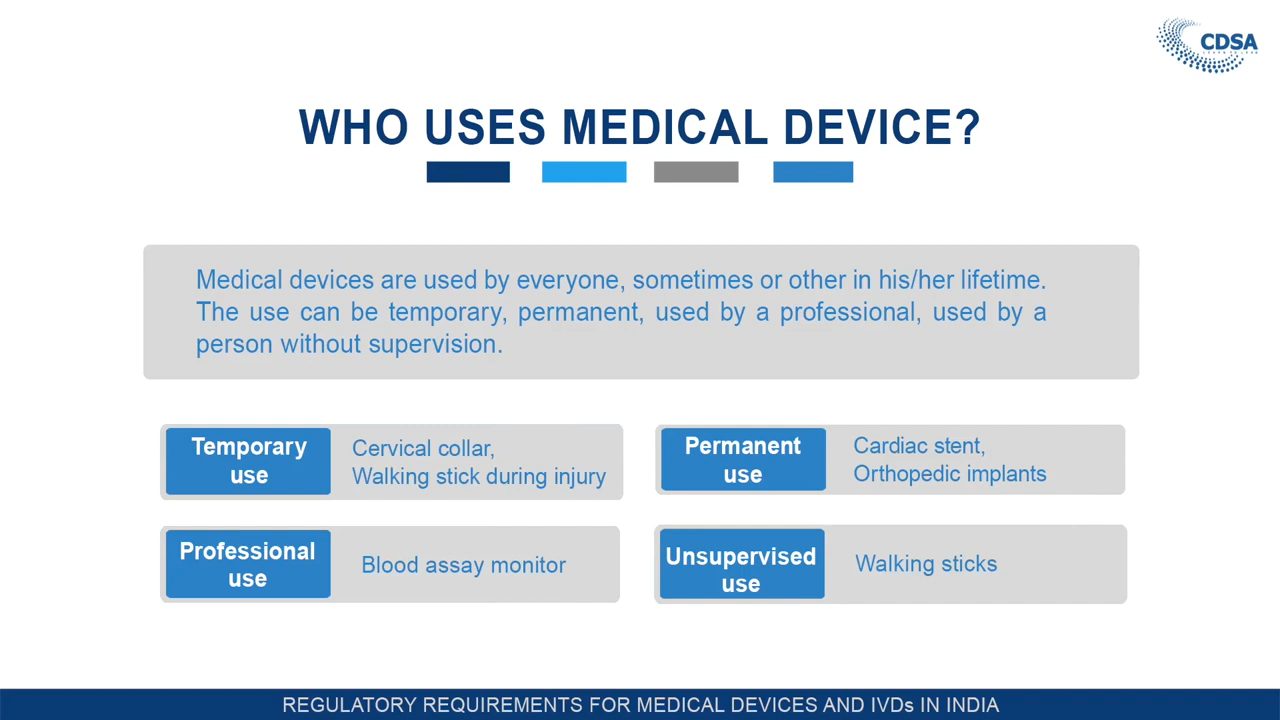 CDSA
WHO USES MEDICAL DEVICE?
Medical devices are used by everyone, sometimes or other in his/her lifetime.
The use can be temporary, permanent, used by a professional, used by a
person without supervision.
Temporary
use
Cervical collar,
Walking stick during injury
Permanent
use
Cardiac stent,
Orthopedic implants
Professional
use
Blood assay monitor
Unsupervised
use
Walking sticks
REGULATORY REQUIREMENTS FOR MEDICAL DEVICES AND IVDs IN INDIA